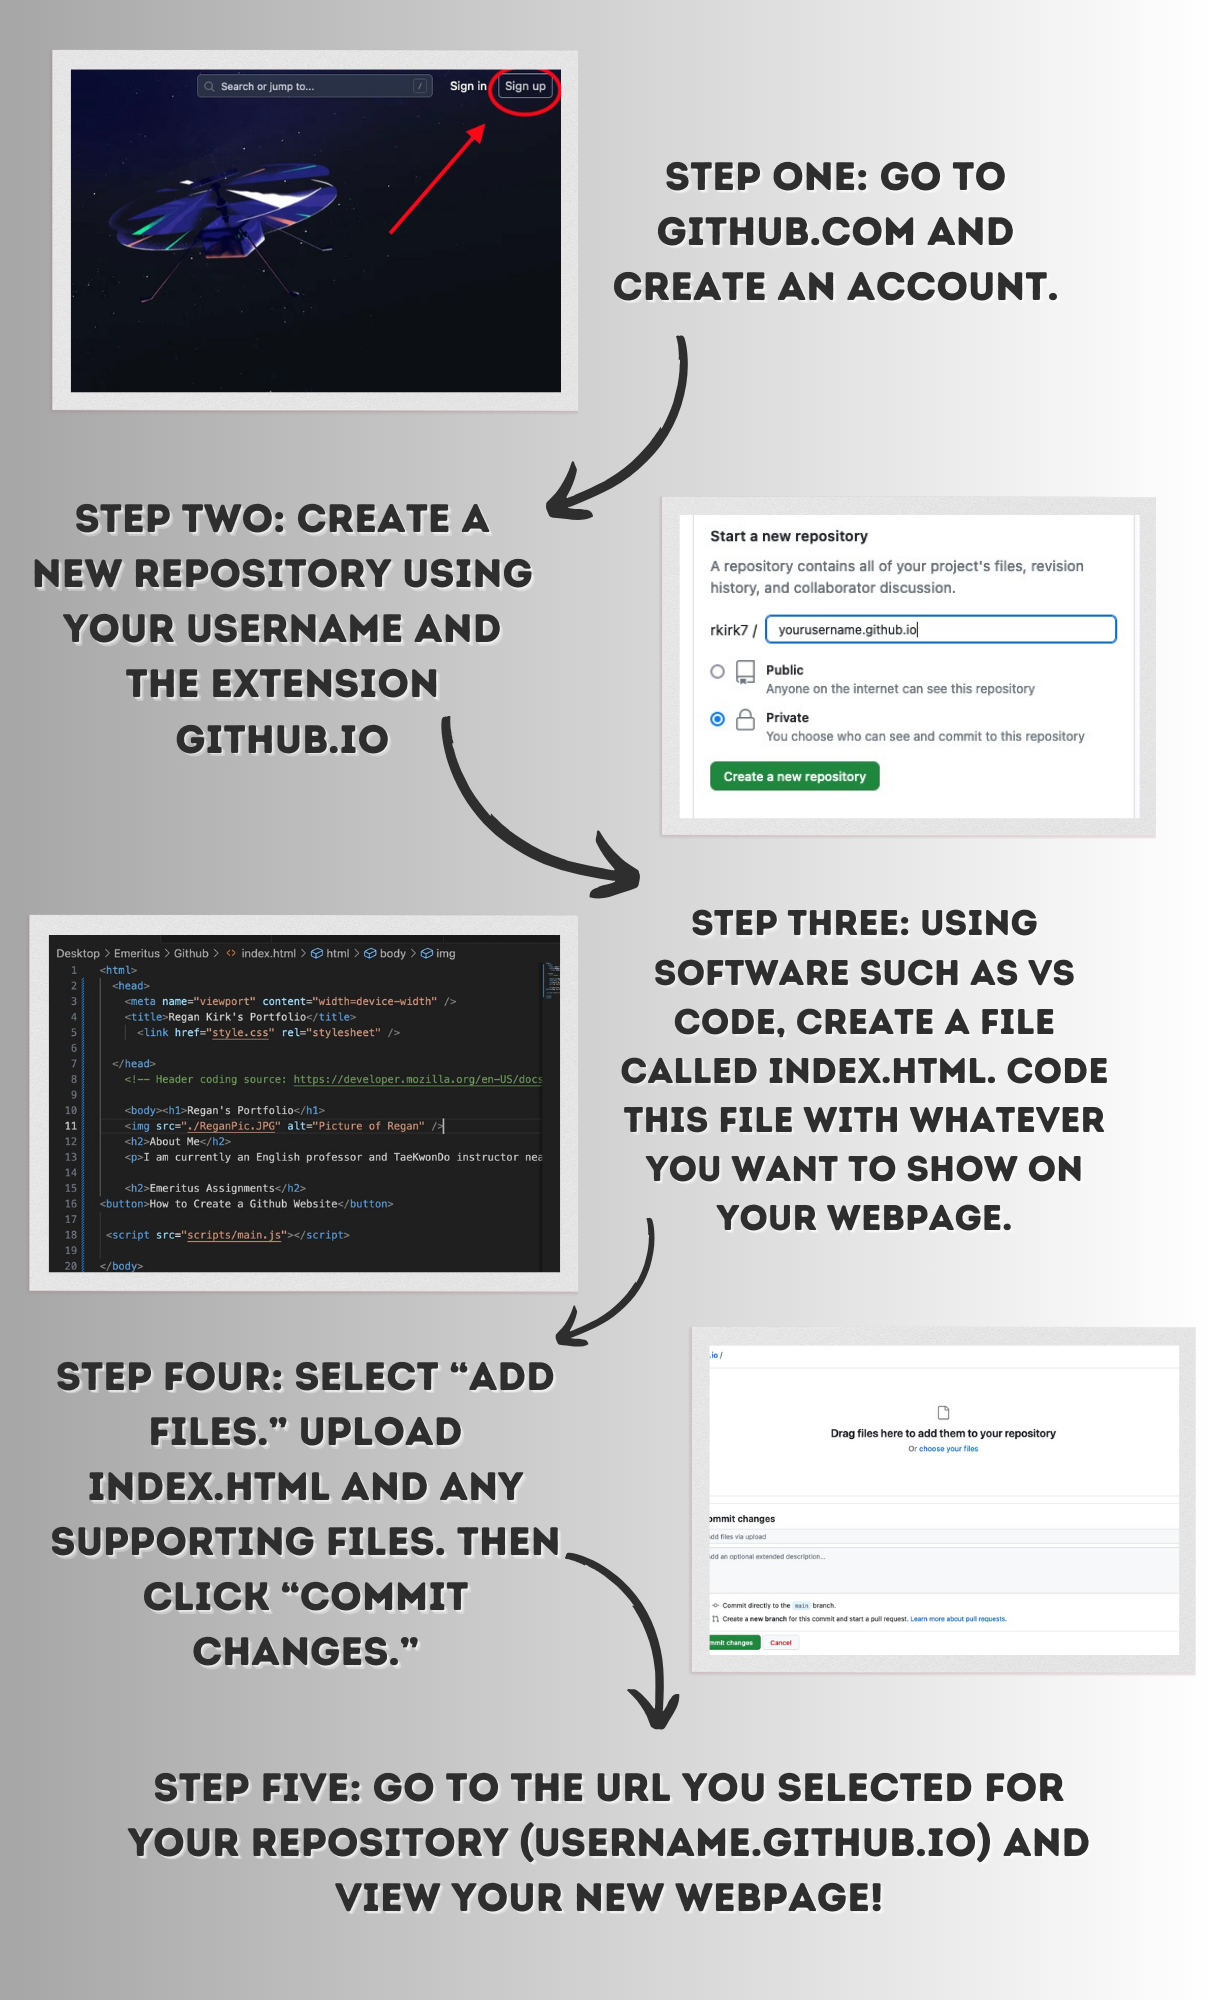 Search or jump to...
/
Sign in
Sign up
STEP ONE: GO TO
GITHUB.COM AND
CREATE AN ACCOUNT.
STEP TWO: CREATE A
NEW REPOSITORY USING
YOUR USERNAME AND
THE EXTENSION
GITHUB.IO
Start a new repository
A repository contains all of your project's files, revision
history, and collaborator discussion.
rkirk7 / yourusername.github.io
Public
Anyone on the internet can see this repository
Private
You choose who can see and commit to this repository
Create a new repository
STEP THREE: USING
SOFTWARE SUCH AS VS
CODE, CREATE A FILE
CALLED INDEX.HTML. CODE
THIS FILE WITH WHATEVER
YOU WANT TO SHOW ON
YOUR WEBPAGE.
Desktop > Emeritus > Github > <> index.html > html > body > img
1 <html>
2 <head>
3 <meta name="viewport" content="width=device-width" />
4 <title>Regan Kirk's Portfolio</title>
5 <link href="style.css" rel="stylesheet" />
6
7 </head>
8 <!-- Header coding source: https://developer.mozilla.org/en-US/docs
9
10 <body><h1>Regan's Portfolio</h1>
11 <img src="./ReganPic.JPG" alt="Picture of Regan" />
12 <h2>About Me</h2>
13 <p>I am currently an English professor and TaeKwonDo instructor nea
14
15 <h2>Emeritus Assignments</h2>
16 <button>How to Create a Github Website</button>
17
18 <script src="scripts/main.js"></script>
19
20 </body>
STEP FOUR: SELECT “ADD
FILES.” UPLOAD
INDEX.HTML AND ANY
SUPPORTING FILES. THEN
CLICK “COMMIT
CHANGES.”
.io /
Drag files here to add them to your repository
Or choose your files
ommit changes
dd files via upload
dd an optional extended description...
Commit directly to the main branch.
Create a new branch for this commit and start a pull request. Learn more about pull requests.
mmit changes
Cancel
STEP FIVE: GO TO THE URL YOU SELECTED FOR
YOUR REPOSITORY (USERNAME.GITHUB.IO) AND
VIEW YOUR NEW WEBPAGE!